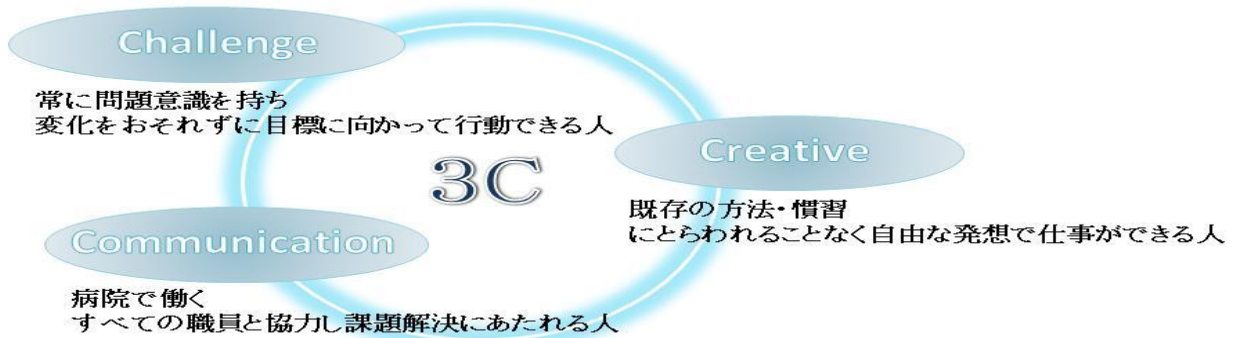 Challenge
常に問題意識を持ち
変化をおそれずに目標に向かって行動できる人
3C
Creative
既存の方法・慣習
にとらわれることなく自由な発想で仕事ができる人
Communication
病院で働く
すべての職員と協力し課題解決にあたれる人